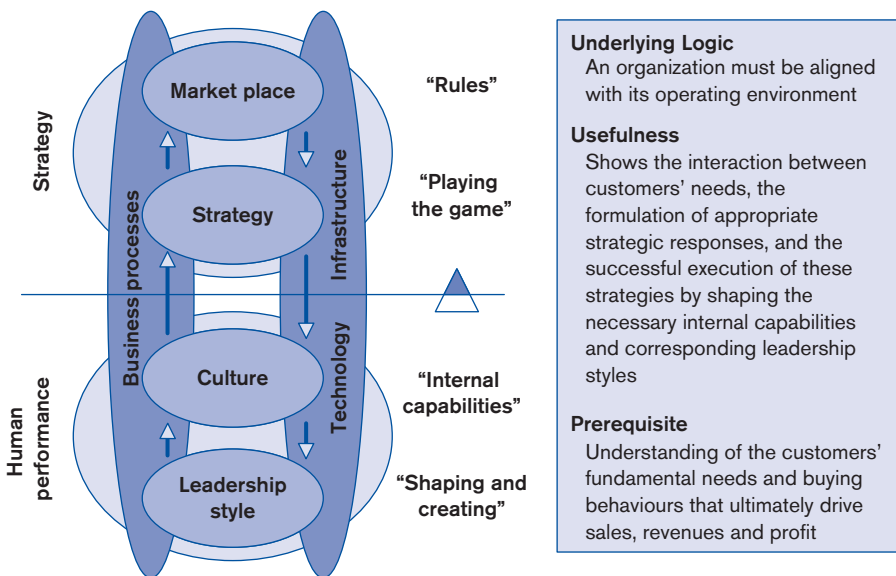 Strategy
Human
performance
Business processes
Infrastructure
Technology
Market place
Strategy
Culture
Leadership
style
“Rules”
“Playing
the game”
“Internal
capabilities”
“Shaping and
creating”
Underlying Logic
An organization must be aligned
with its operating environment
Usefulness
Shows the interaction between
customers’ needs, the
formulation of appropriate
strategic responses, and the
successful execution of these
strategies by shaping the
necessary internal capabilities
and corresponding leadership
styles
Prerequisite
Understanding of the customers’
fundamental needs and buying
behaviours that ultimately drive
sales, revenues and profit